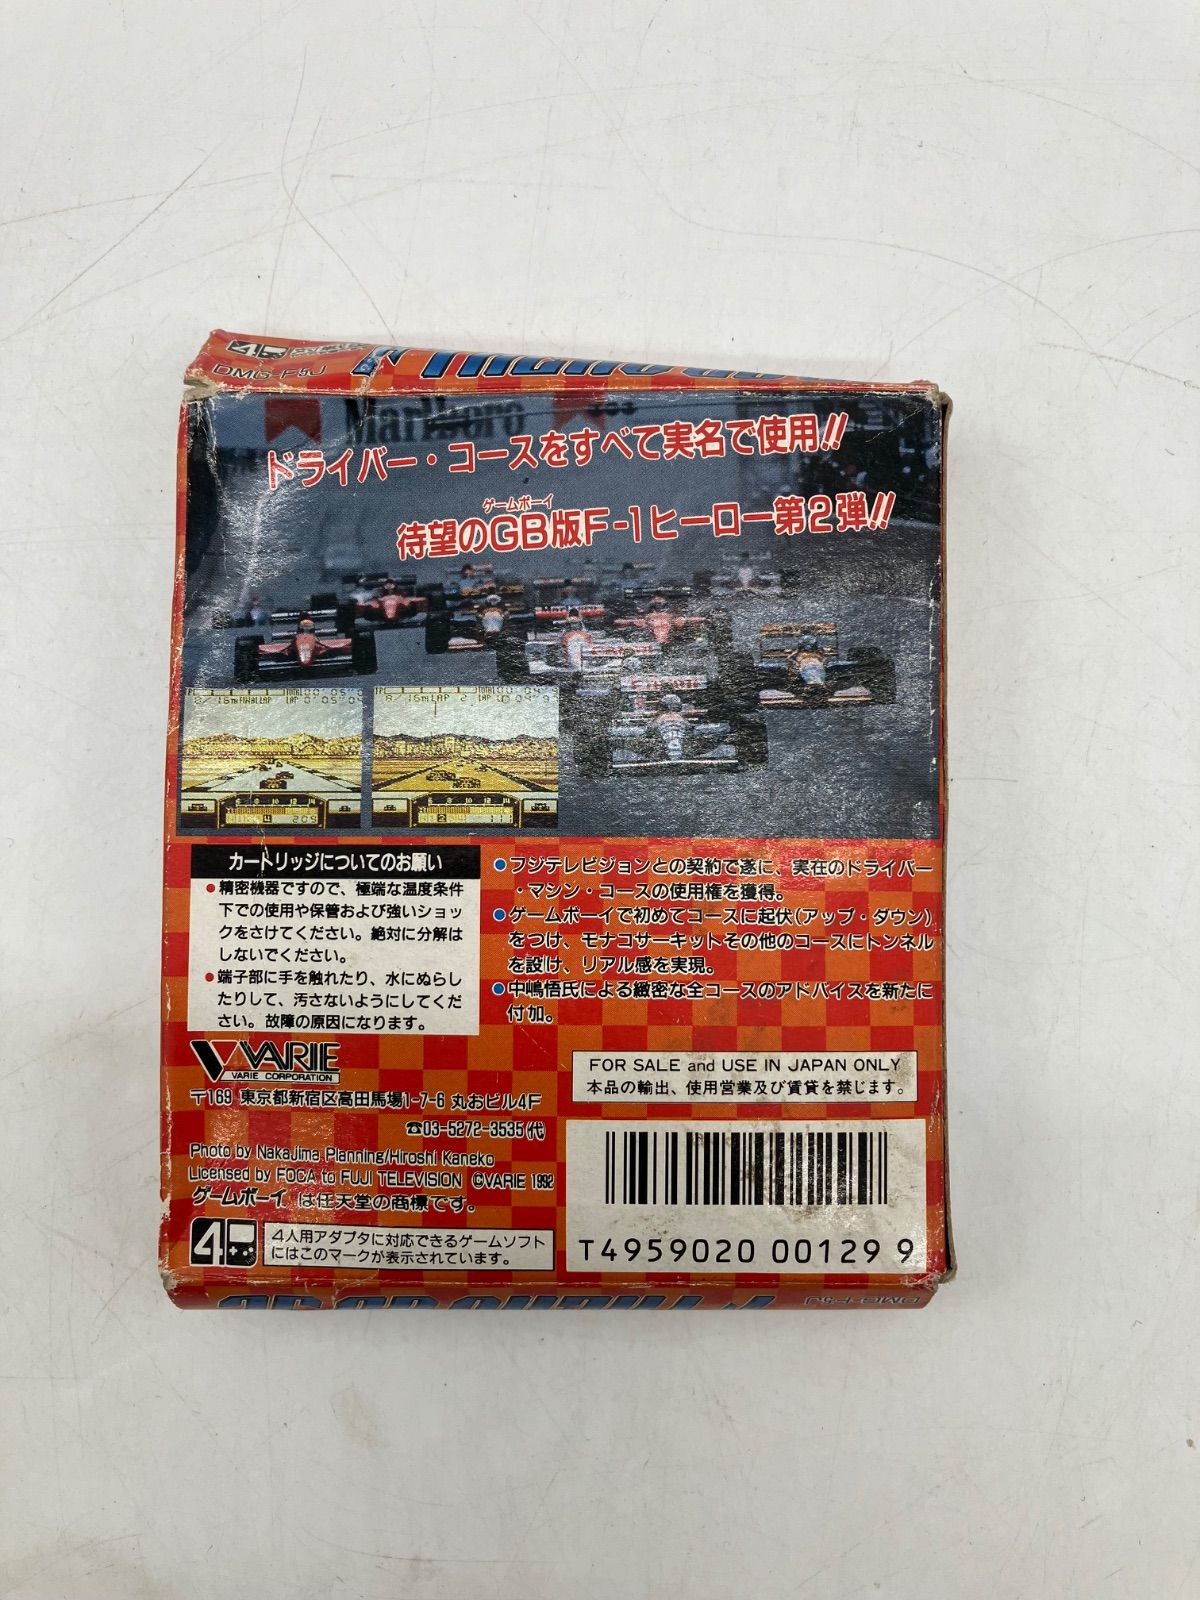 DMG-F5J
Marlboro
ドライバー・コースをすべて実名で使用!!
ゲームボーイ
待望のGB版F-1ヒーロー第2弾!!
カートリッジについてのお願い
●精密機器ですので、極端な温度条件
下での使用や保管および強いショッ
クをさけてください。絶対に分解は
しないでください。
●端子部に手を触れたり、水にぬらし
たりして、汚さないようにしてくだ
さい。故障の原因になります。
●フジテレビジョンとの契約で遂に、実在のドライバー
・マシン・コースの使用権を獲得。
●ゲームボーイで初めてコースに起伏(アップ・ダウン)
をつけ、モナコサーキットその他のコースにトンネル
を設け、リアル感を実現。
●中嶋悟氏による緻密な全コースのアドバイスを新たに
付加。
VARIE
VARIE CORPORATION
〒169 東京都新宿区高田馬場1-7-6 丸おビル4F
☎03-5272-3535(代)
Photo by Nakajima Planning/Hiroshi Kaneko
Licensed by FOCA to FUJI TELEVISION ©VARIE 1992
ゲームボーイ は任天堂の商標です。
4
4人用アダプタに対応できるゲームソフト
にはこのマークが表示されています。
FOR SALE and USE IN JAPAN ONLY
本品の輸出、使用営業及び賃貸を禁じます。
T4959020 00129 9
DMG-F5J